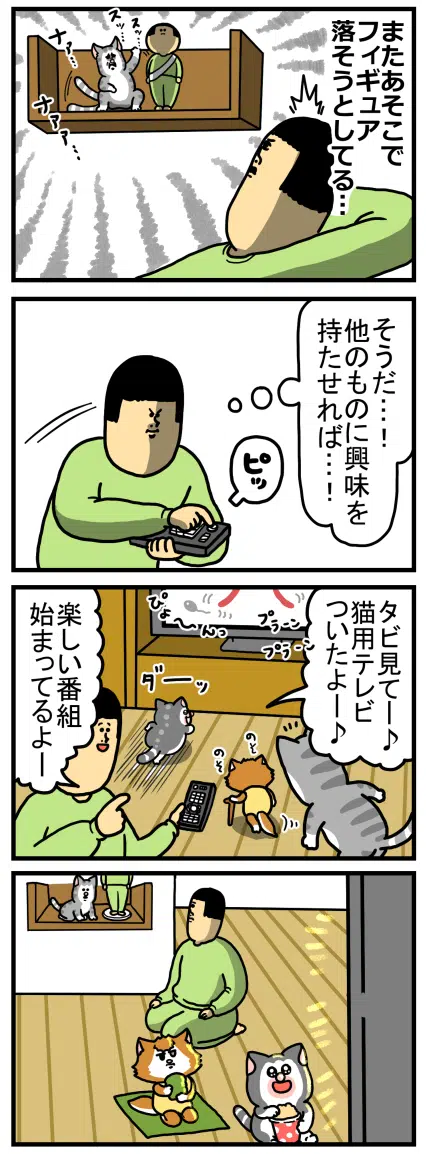 またあそこで
フィギュア
落そうとしてる…
スッ…スッ…
ナァ…
ナァァ…
そうだ…！
他のものに興味を
持たせれば…！
ピッ
タビ見てー♪
猫用テレビ
ついたよー♪
プラーン
プラーン
ぴょへ〜んっ
ダーッ
のそ
のそ
楽しい番組
始まってるよー